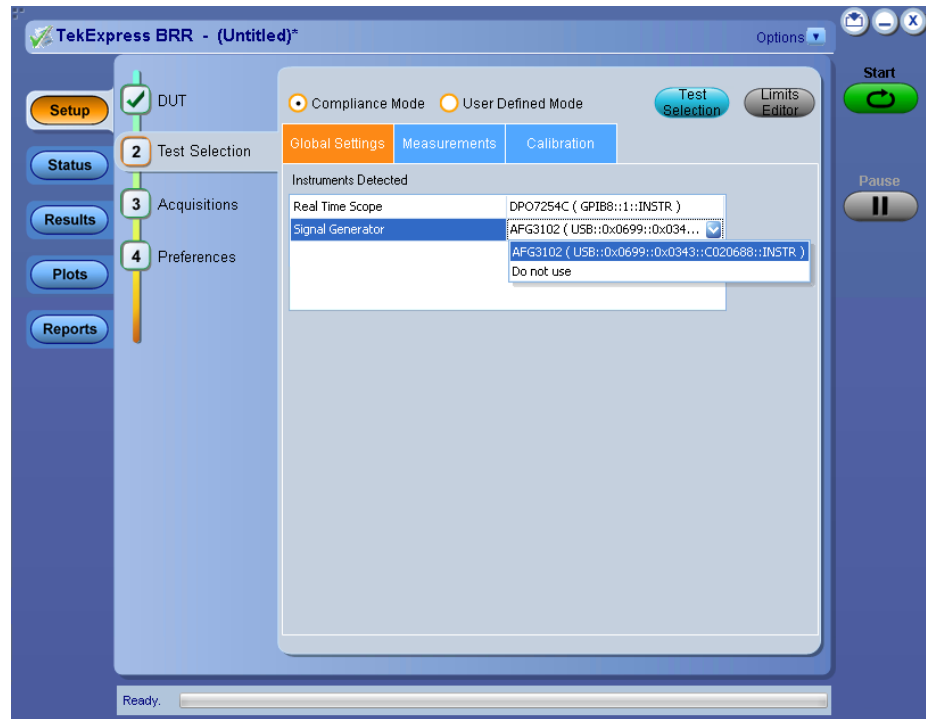 TekExpress BRR - (Untitled)*
Options
Start
Pause
Setup
Status
Results
Plots
Reports
DUT
2 Test Selection
3 Acquisitions
4 Preferences
Compliance Mode User Defined Mode
Test Selection
Limits Editor
Global Settings Measurements Calibration
Instruments Detected
Real Time Scope DPO7254C ( GPIB8::1::INSTR )
Signal Generator AFG3102 ( USB::0x0699::0x034...
AFG3102 ( USB::0x0699::0x0343::C020688::INSTR )
Do not use
Ready.